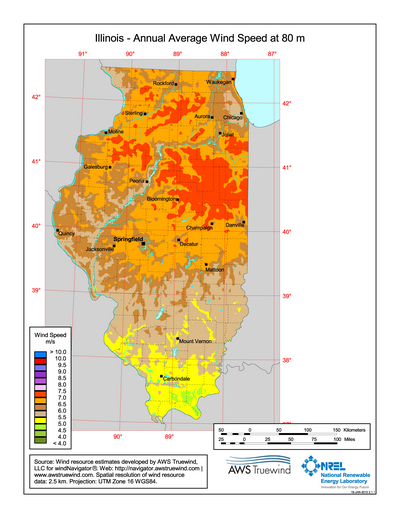 Illinois - Annual Average Wind Speed at 80 m
91° 90° 89° 88° 87°
Rockford
Waukegan
42° 42°
Sterling
Aurora
Chicago
Moline
Joliet
41° 41°
Galesburg
Peoria
Bloomington
40° 40°
Quincy
Champaign
Danville
Springfield
Jacksonville
Decatur
Mattoon
39° 39°
Mount Vernon
38°
Carbondale
90° 89° 88° 87°
Wind Speed
m/s
> 10.0
10.0
9.5
9.0
8.5
8.0
7.5
7.0
6.5
6.0
5.5
5.0
4.5
4.0
< 4.0
50 0 50 100 150 Kilometers
25 0 25 50 75 100 Miles
Source: Wind resource estimates developed by AWS Truewind,
LLC for windNavigator®. Web: http://navigator.awstruewind.com |
www.awstruewind.com. Spatial resolution of wind resource
data: 2.5 km. Projection: UTM Zone 16 WGS84.
AWS Truewind
NREL
National Renewable
Energy Laboratory
Innovation for Our Energy Future